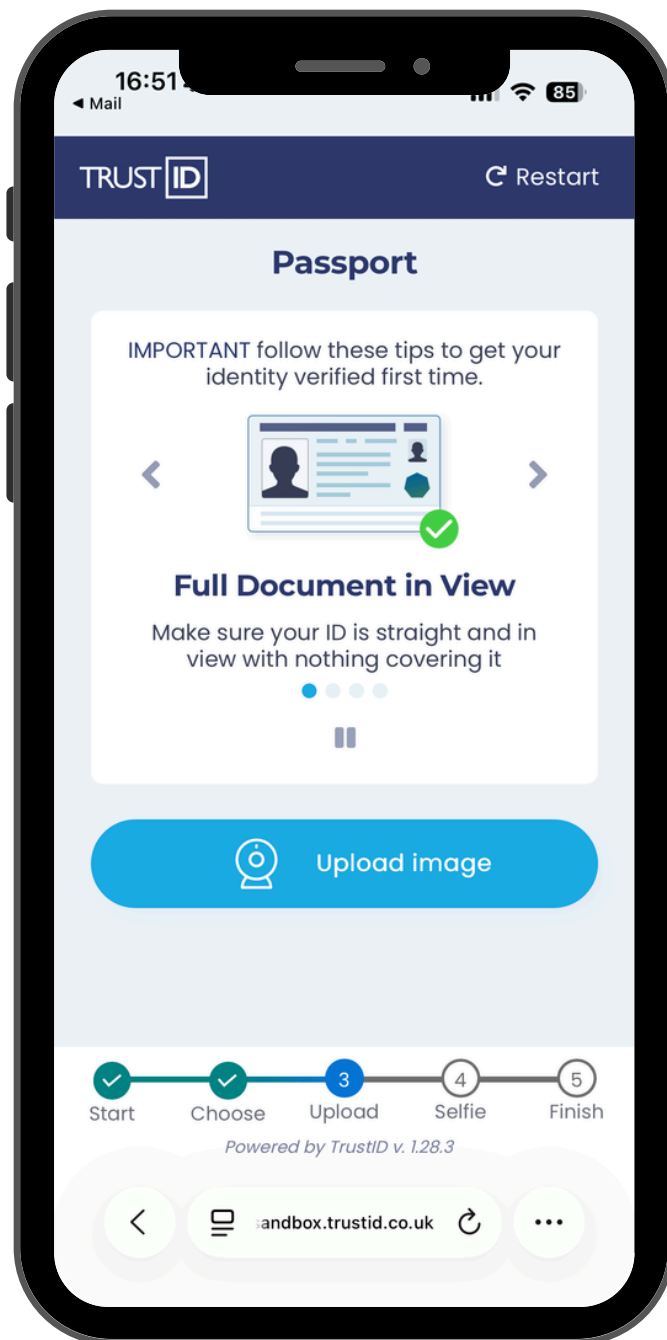 16:51
◀ Mail
85
TRUST ID
Restart
Passport
IMPORTANT follow these tips to get your
identity verified first time.
Full Document in View
Make sure your ID is straight and in
view with nothing covering it
Upload image
3
4
5
Start
Choose
Upload
Selfie
Finish
Powered by TrustID v. 1.28.3
andbox.trustid.co.uk